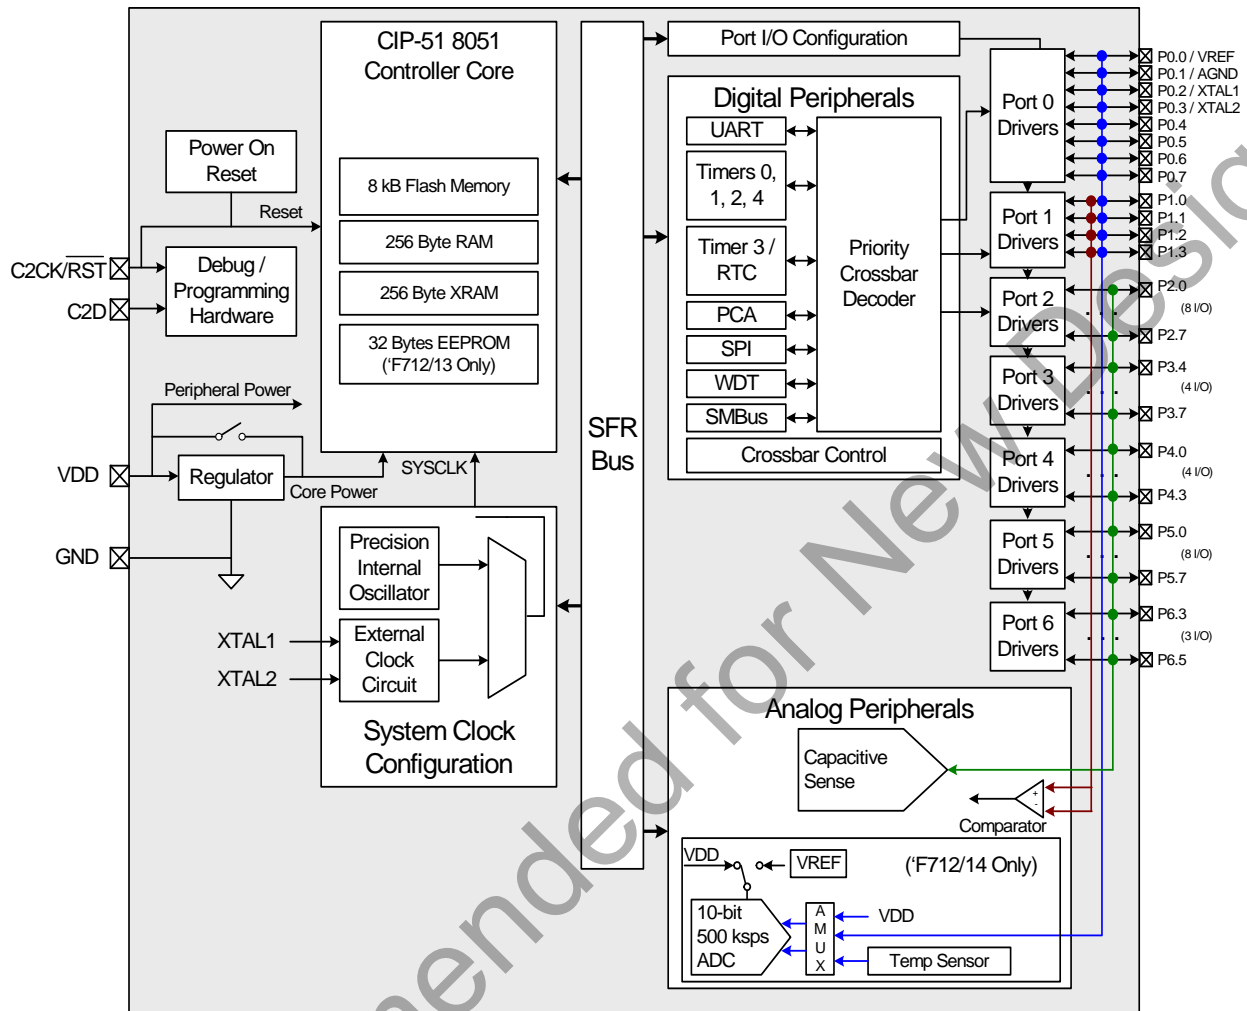 CIP-51 8051
Controller Core
8 kB Flash Memory
256 Byte RAM
256 Byte XRAM
32 Bytes EEPROM
('F712/13 Only)
Power On
Reset
Reset
C2CK/RST
C2D
Debug /
Programming
Hardware
Peripheral Power
VDD
Regulator
Core Power
GND
SYSCLK
Precision
Internal
Oscillator
XTAL1
XTAL2
External
Clock
Circuit
System Clock
Configuration
SFR
Bus
Port I/O Configuration
Digital Peripherals
UART
Timers 0,
1, 2, 4
Timer 3 /
RTC
PCA
SPI
WDT
SMBus
Priority
Crossbar
Decoder
Crossbar Control
Port 0
Drivers
Port 1
Drivers
Port 2
Drivers
Port 3
Drivers
Port 4
Drivers
Port 5
Drivers
Port 6
Drivers
P0.0 / VREF
P0.1 / AGND
P0.2 / XTAL1
P0.3 / XTAL2
P0.4
P0.5
P0.6
P0.7
P1.0
P1.1
P1.2
P1.3
P2.0
(8 I/O)
P2.7
P3.4
(4 I/O)
P3.7
P4.0
(4 I/O)
P4.3
P5.0
(8 I/O)
P5.7
P6.3
(3 I/O)
P6.5
Analog Peripherals
Capacitive
Sense
+
-
Comparator
VDD
VREF
('F712/14 Only)
10-bit
500 ksps
ADC
A
M
U
X
VDD
Temp Sensor
mended for New Desig